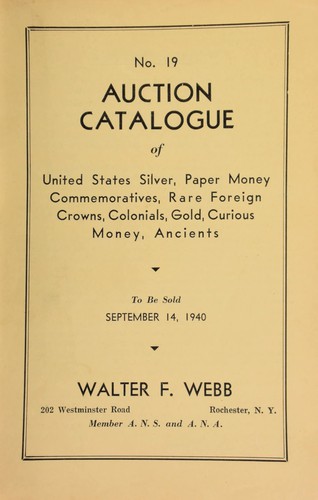 No. 19
AUCTION
CATALOGUE
of
United States Silver, Paper Money
Commemoratives, Rare Foreign
Crowns, Colonials, Gold, Curious
Money, Ancients
To Be Sold
SEPTEMBER 14, 1940
WALTER F. WEBB
202 Westminster Road Rochester, N. Y.
Member A. N. S. and A. N. A.